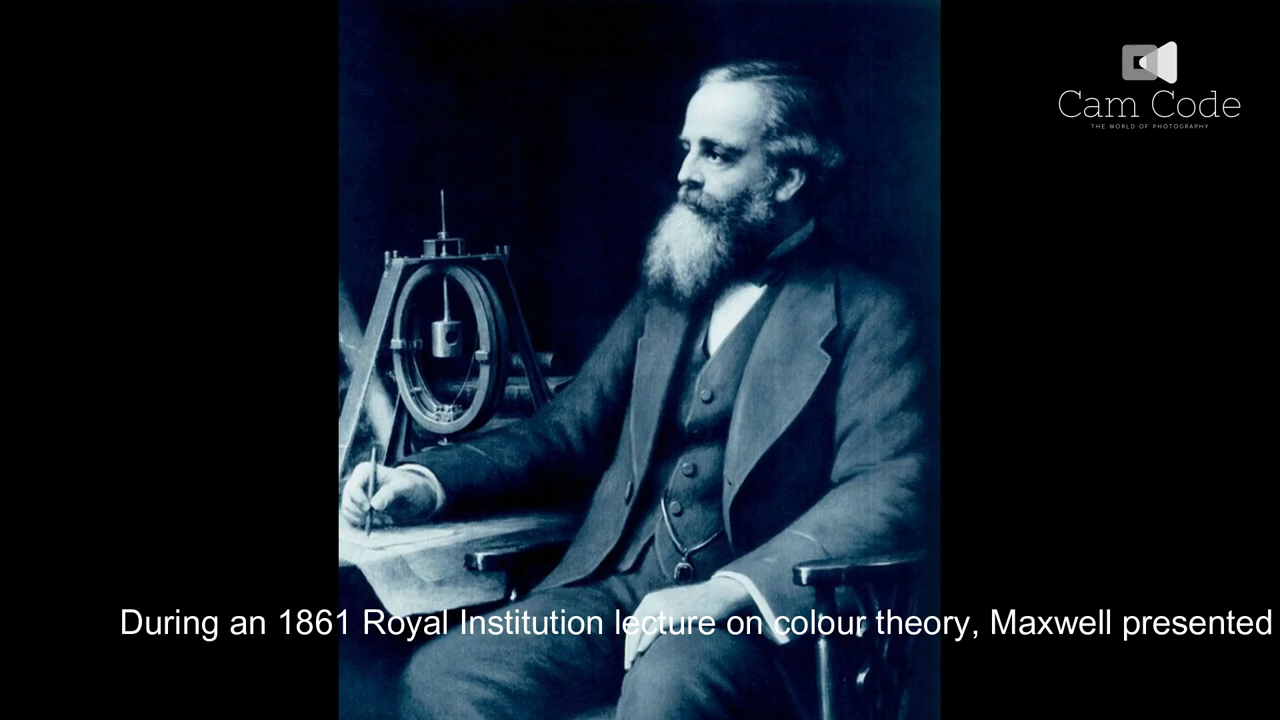 Cam Code
THE WORLD OF PHOTOGRAPHY
During an 1861 Royal Institution lecture on colour theory, Maxwell presented